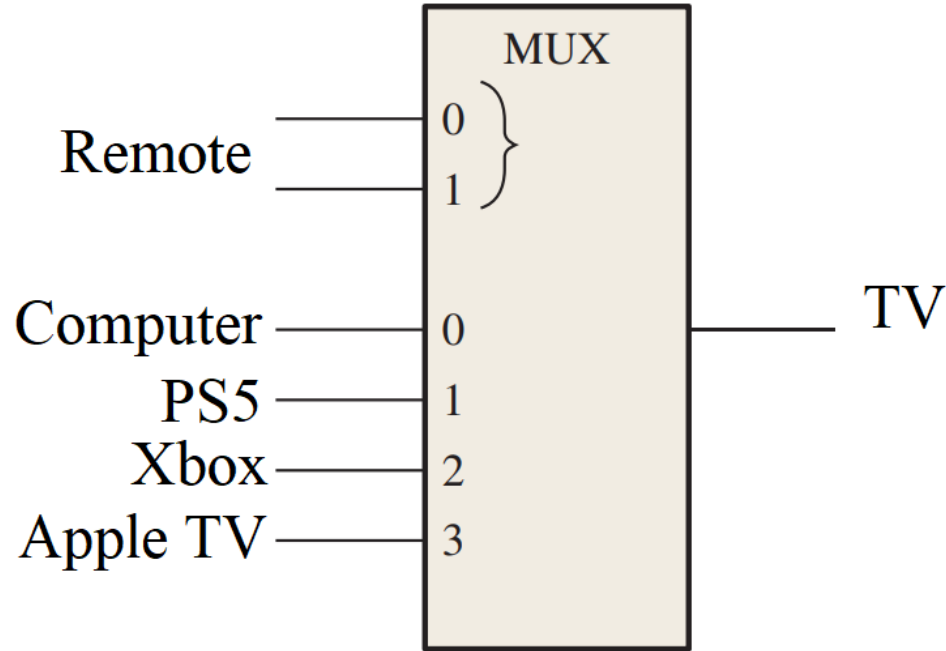 MUX
0
Remote
1
Computer 0
TV
PS5 1
Xbox 2
Apple TV 3